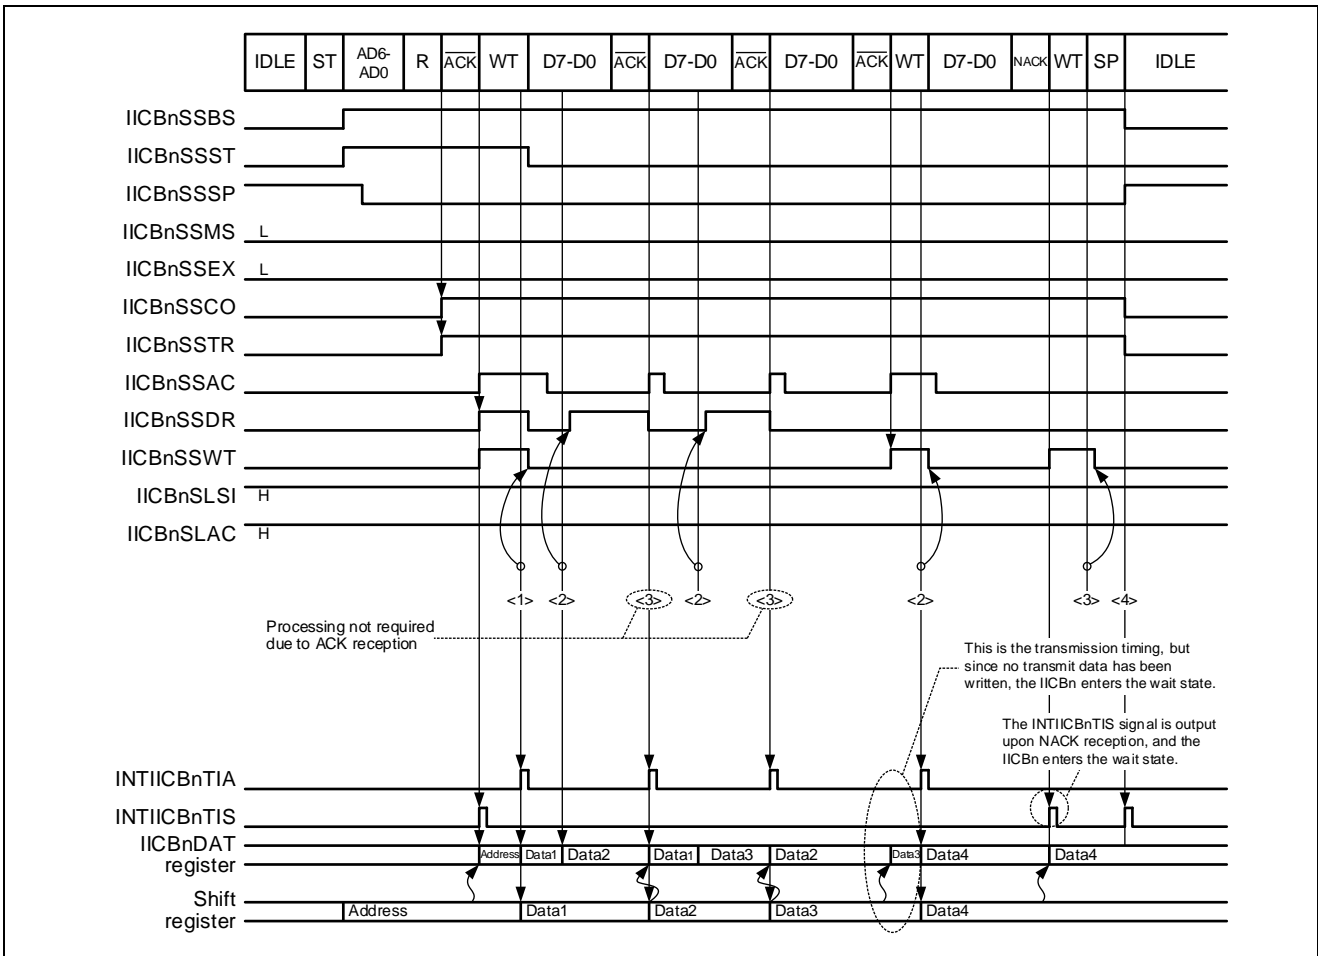 IDLE ST AD6- R ACK WT D7-D0 ACK D7-D0 ACK D7-D0 ACK WT D7-D0 NACK WT SP IDLE
AD0
IICBnSSBS
IICBnSSST
IICBnSSSP
IICBnSSMS L
IICBnSSEX L
IICBnSSCO
IICBnSSTR
IICBnSSAC
IICBnSSDR
IICBnSSWT
IICBnSLSI H
IICBnSLAC H
<1> <2> <3> <2> <3> <2> <3> <4>
Processing not required
due to ACK reception
This is the transmission timing, but
since no transmit data has been
written, the IICBn enters the wait state.
The INTIICBnTIS signal is output
upon NACK reception, and the
IICBn enters the wait state.
INTIICBnTIA
INTIICBnTIS
IICBnDAT
register
Address Data1 Data2 Data1 Data3 Data2 Data3 Data4 Data4
Shift
register
Address Data1 Data2 Data3 Data4